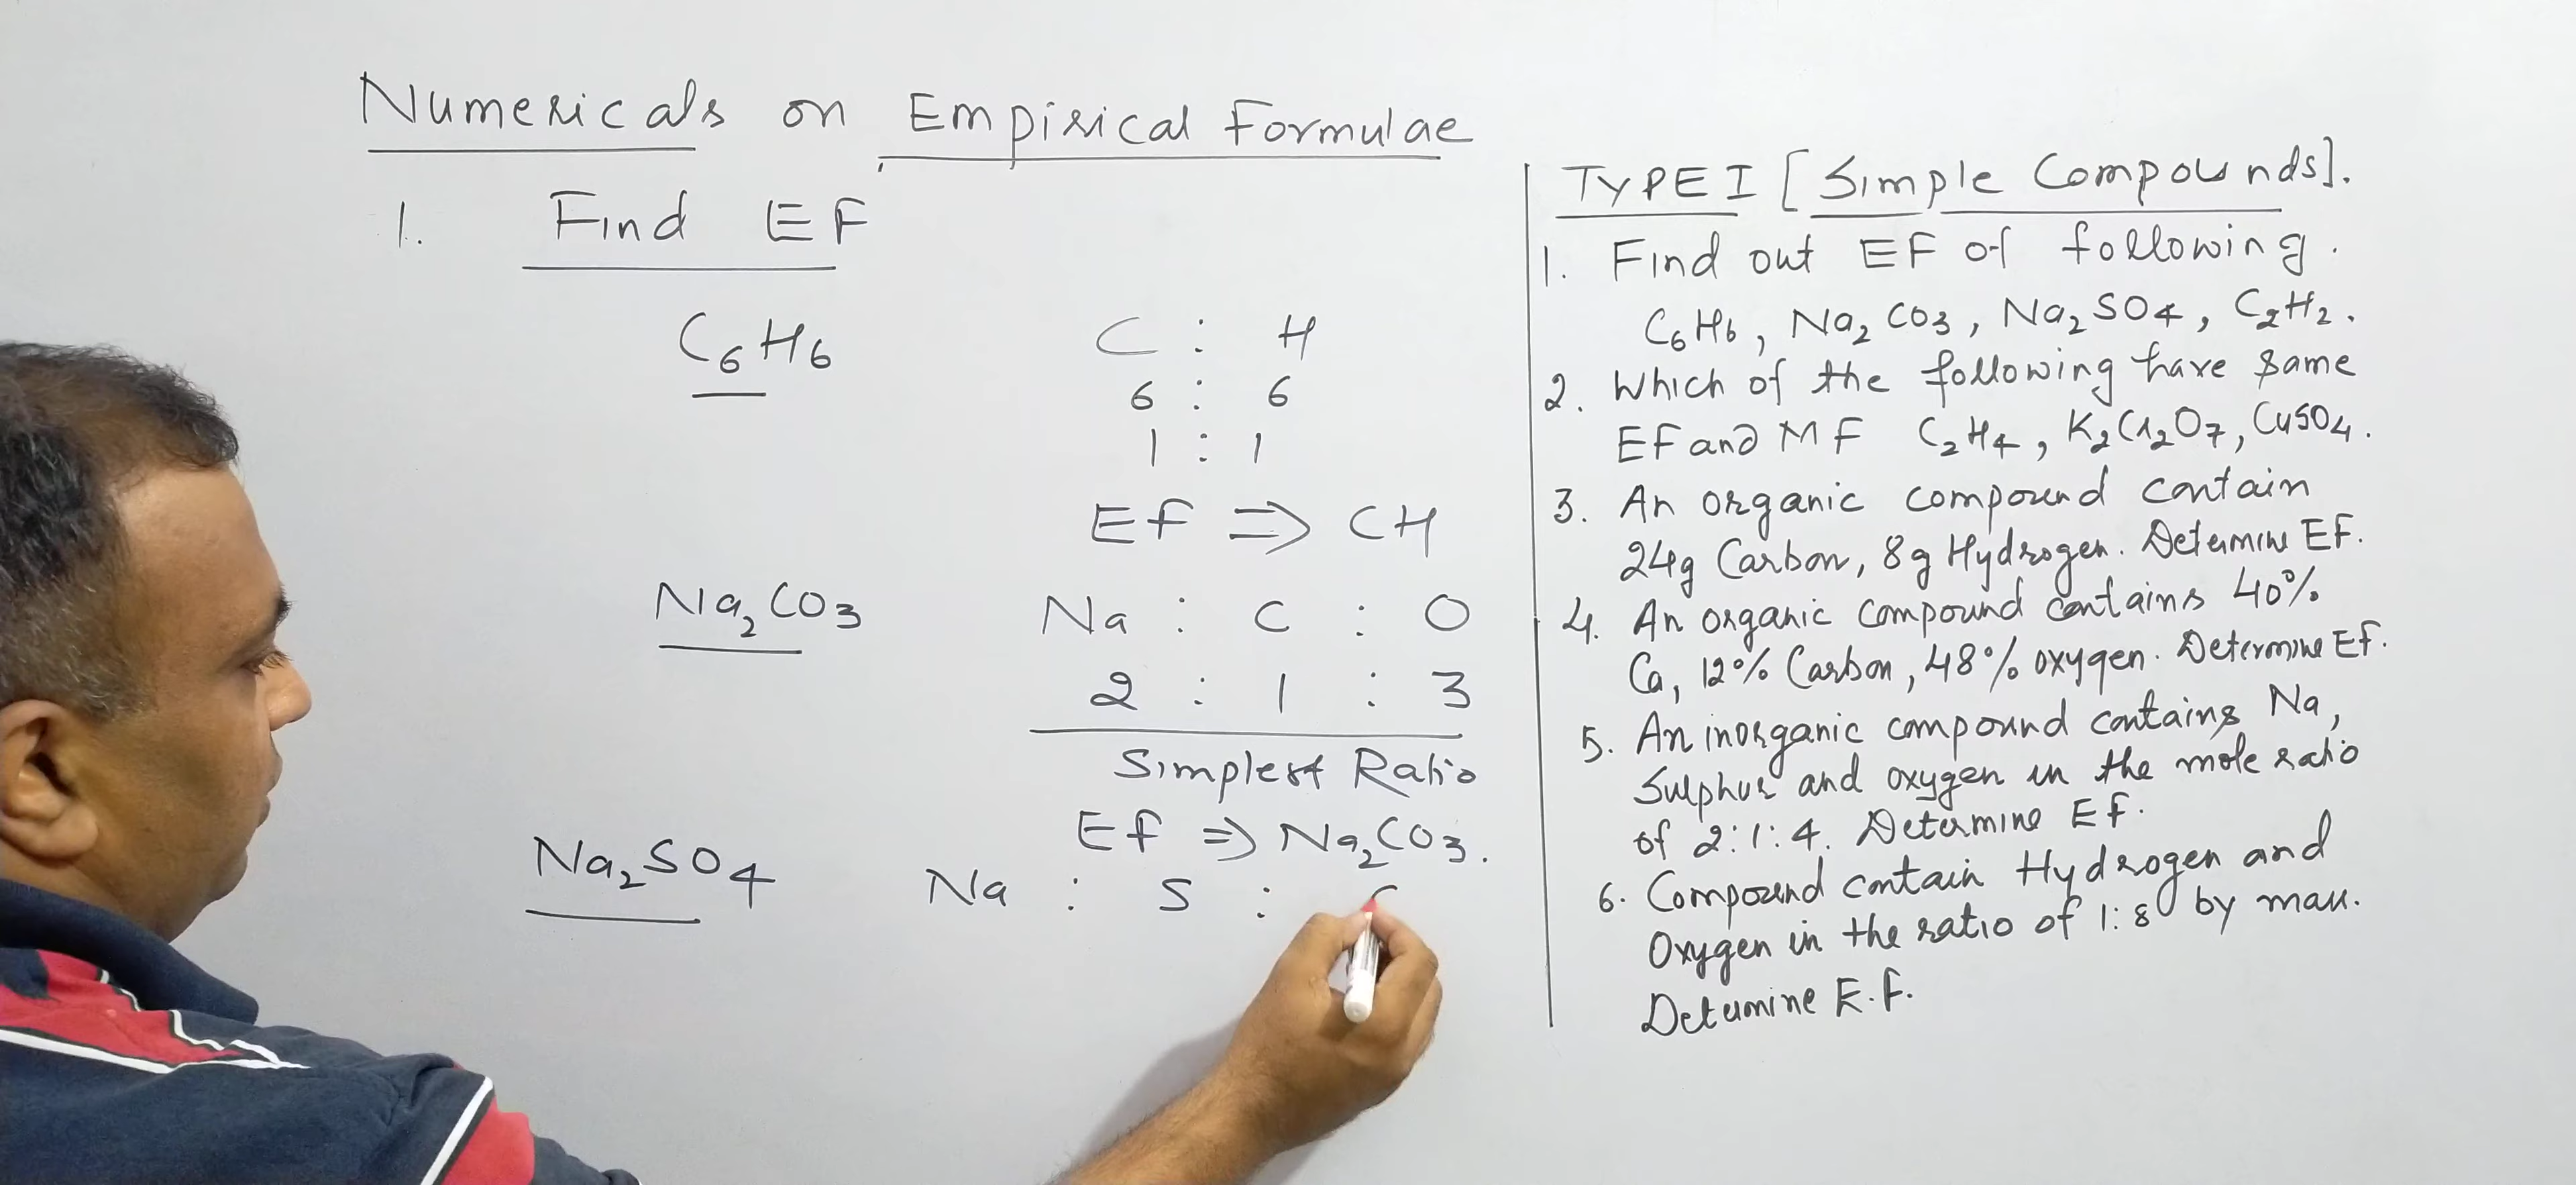 Numericals on Empirical Formulae
1. Find EF
C₆H₆ C : H
6 : 6
1 : 1
Ef ⇒ CH
Na₂CO₃ Na : C : O
2 : 1 : 3
Simplest Ratio
Ef ⇒ Na₂CO₃.
Na₂SO₄ Na : S :
TYPE I [Simple Compounds].
1. Find out EF of following.
C₆H₆, Na₂CO₃, Na₂SO₄, C₂H₂.
2. Which of the following have same
EF and MF C₂H₄, K₂Cr₂O₇, CuSO₄.
3. An organic compound contain
24g Carbon, 8g Hydrogen. Determine EF.
4. An organic compound contains 40%
Ca, 12% Carbon, 48% oxygen. Determine Ef.
5. An inorganic compound contains Na,
Sulphur and oxygen in the mole ratio
of 2:1:4. Determine Ef.
6. Compound contain Hydrogen and
Oxygen in the ratio of 1:8 by mass.
Determine E.F.